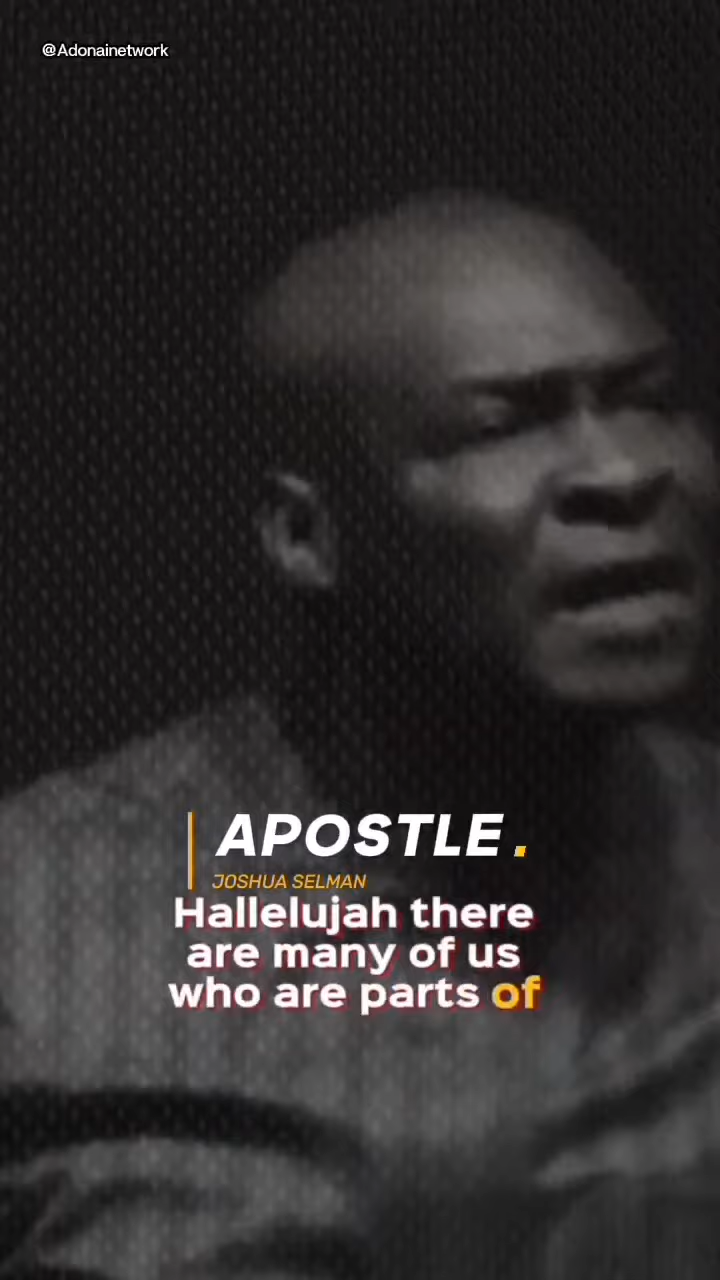 @Adonainetwork
APOSTLE.
JOSHUA SELMAN
Hallelujah there
are many of us
who are parts of